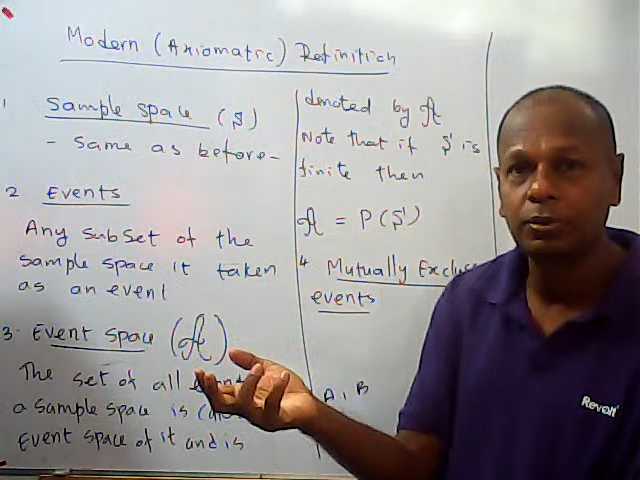 Modern (Axiomatic) Definition
1 Sample space (S)
- Same as before -
2 Events
Any subset of the
sample space it taken
as an event
3. Event space (A)
The set of all
a sample space is
Event space of it and is
denoted by A
Note that if S is
finite then
A = P(S)
4 Mutually
events
A, B
Revolt